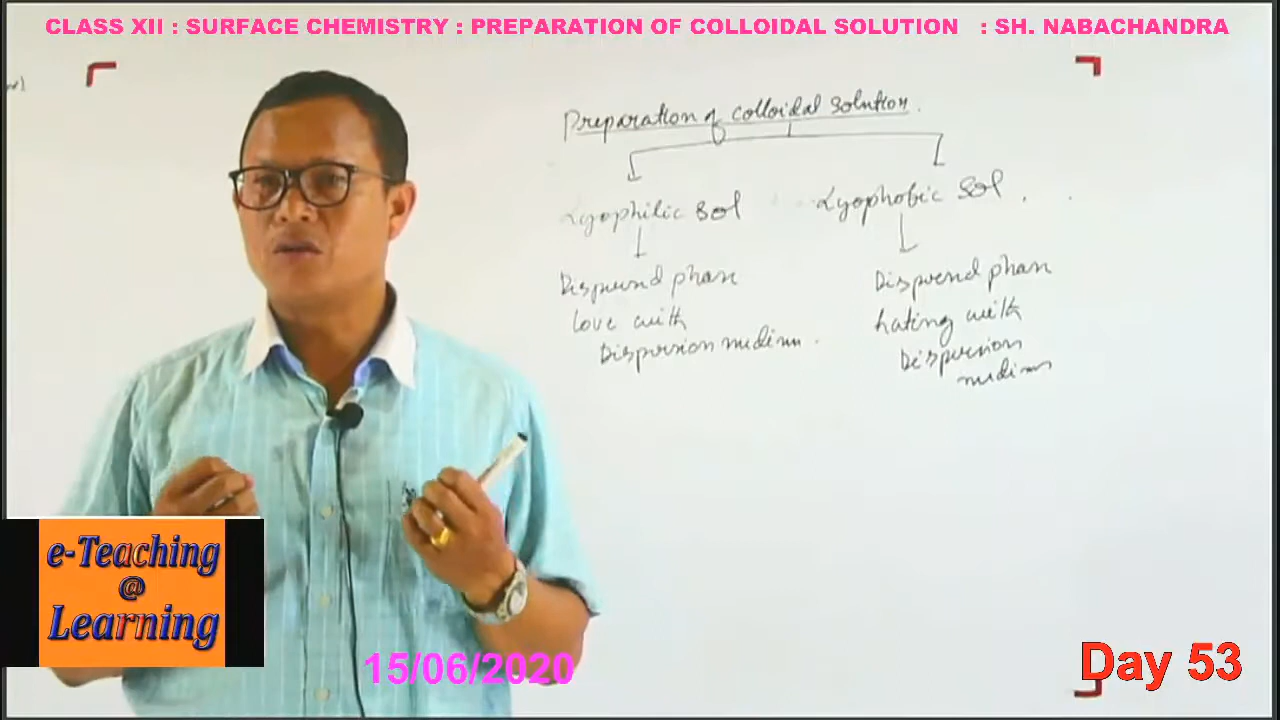 CLASS XII : SURFACE CHEMISTRY : PREPARATION OF COLLOIDAL SOLUTION : SH. NABACHANDRA
Preparation of colloidal solution.
Lyophilic sol
Lyophobic sol.
Dispersed phase
love with
Dispersion medium.
Dispersed phase
hating with
Dispersion
medium
e-Teaching
@
Learning
15/06/2020
Day 53